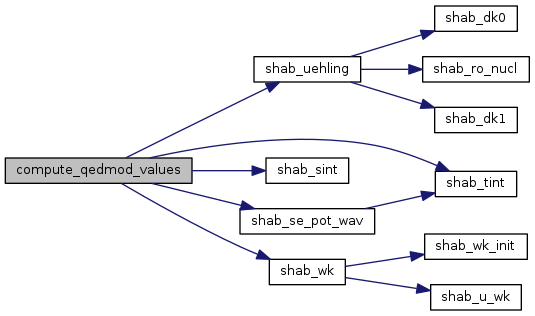 shab_dk0
shab_uehling
shab_ro_nucl
shab_dk1
compute_qedmod_values
shab_sint
shab_tint
shab_se_pot_wav
shab_wk_init
shab_wk
shab_u_wk